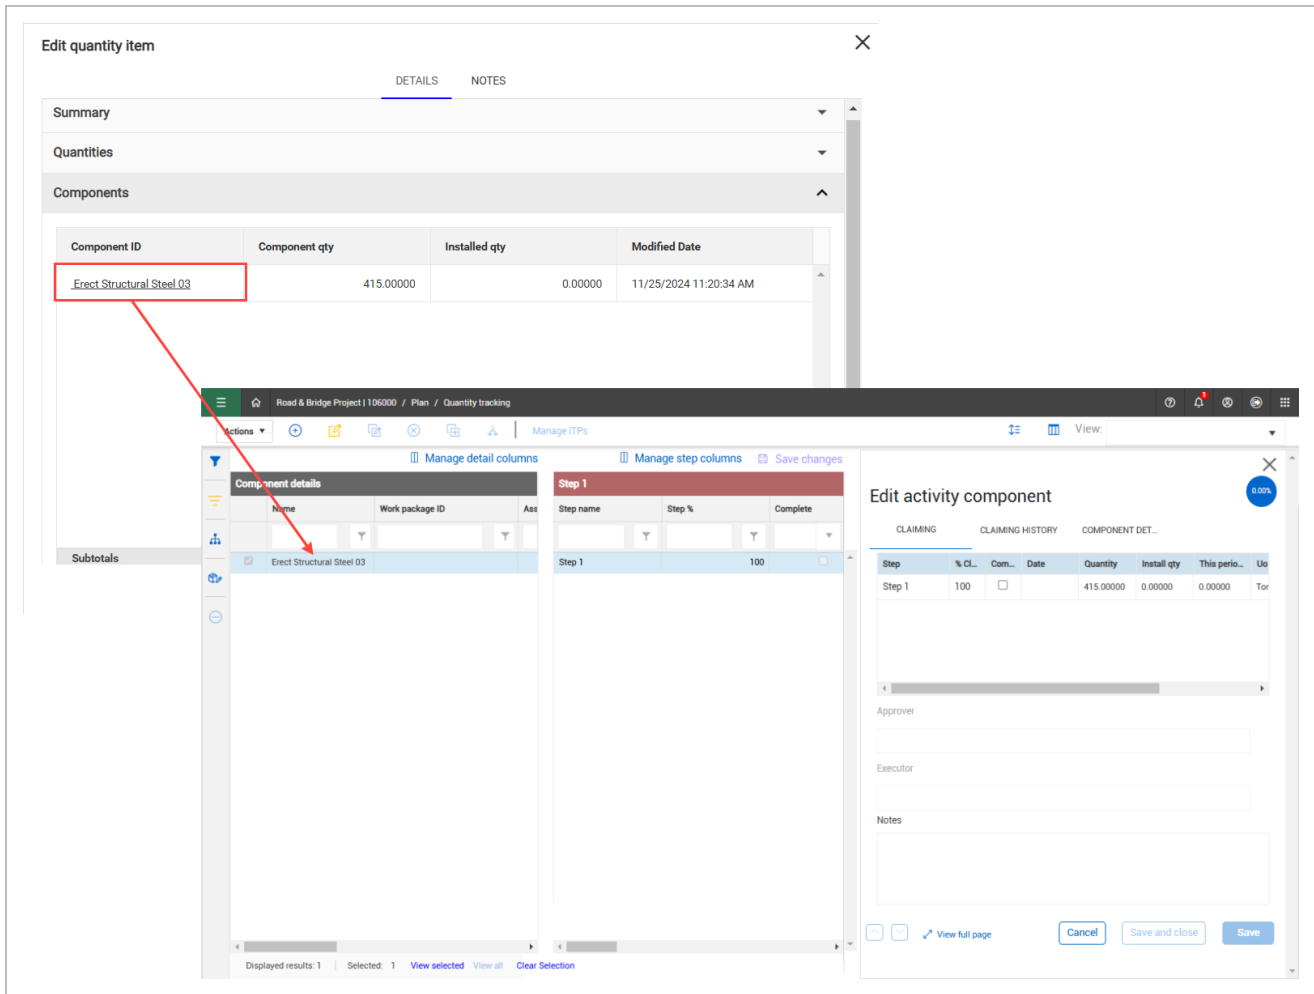 Edit quantity item
DETAILS NOTES
Summary
Quantities
Components
Component ID Component qty Installed qty Modified Date
Erect Structural Steel 03 415.00000 0.00000 11/25/2024 11:20:34 AM
Subtotals
Road & Bridge Project | 106000 / Plan / Quantity tracking
1
Actions Manage ITPs View:
Manage detail columns Manage step columns Save changes
Component details Step 1
Name Work package ID Ass Step name Step % Complete
Erect Structural Steel 03 Step 1 100
Displayed results: 1 Selected: 1 View selected View all Clear Selection
Edit activity component 0.00%
CLAIMING CLAIMING HISTORY COMPONENT DET...
Step % Cl... Com... Date Quantity Install qty This perio... Uo
Step 1 100 415.00000 0.00000 0.00000 Tor
Approver
Executor
Notes
View full page Cancel Save and close Save